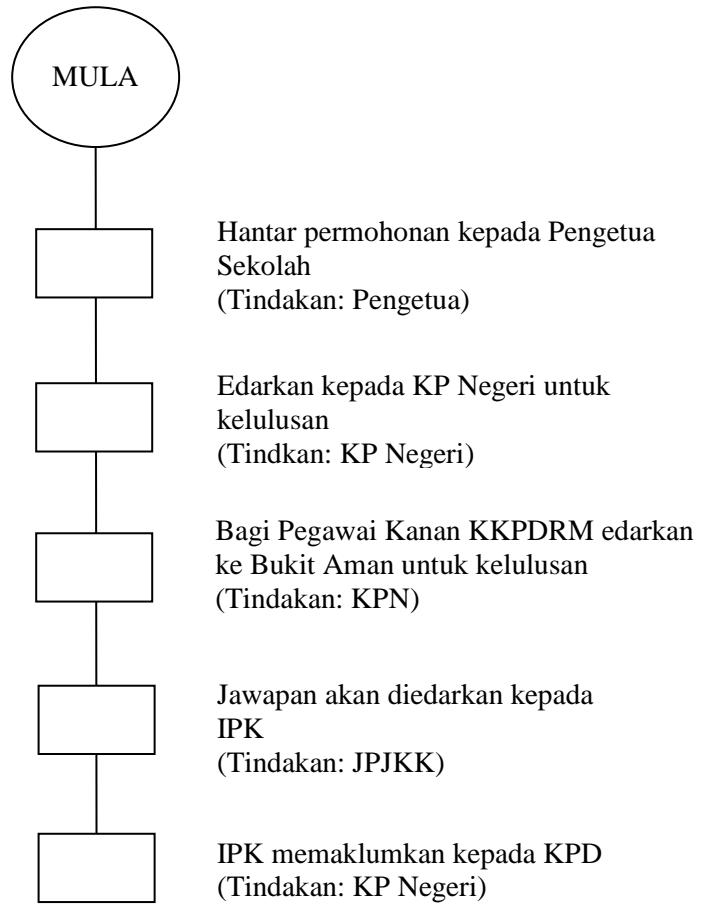 MULA
Hantar permohonan kepada Pengetua
Sekolah
(Tindakan: Pengetua)
Edarkan kepada KP Negeri untuk
kelulusan
(Tindkan: KP Negeri)
Bagi Pegawai Kanan KKPDRM edarkan
ke Bukit Aman untuk kelulusan
(Tindakan: KPN)
Jawapan akan diedarkan kepada
IPK
(Tindakan: JPJKK)
IPK memaklumkan kepada KPD
(Tindakan: KP Negeri)